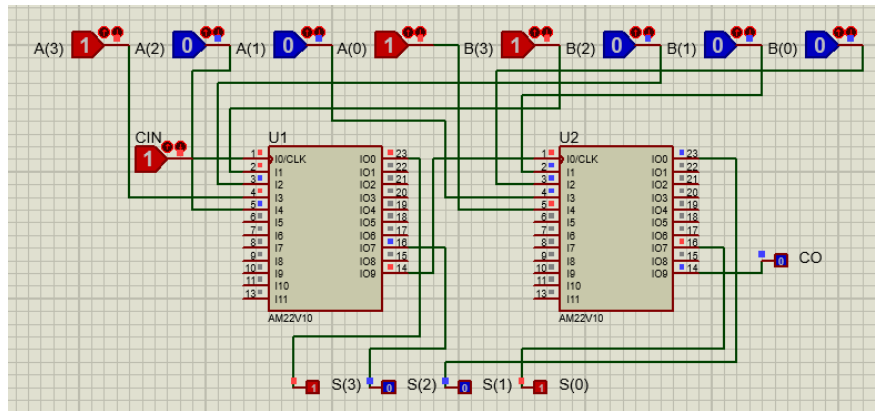 A(3) 1 A(2) 0 A(1) 0 A(0) 1 B(3) 1 B(2) 0 B(1) 0 B(0) 0
CIN 1
U1
1 I0/CLK IO0 23
2 I1 IO1 22
3 I2 IO2 21
4 I3 IO3 20
5 I4 IO4 19
6 I5 IO5 18
7 I6 IO6 17
8 I7 IO7 16
9 I8 IO8 15
10 I9 IO9 14
11 I10
13 I11
AM22V10
U2
1 I0/CLK IO0 23
2 I1 IO1 22
3 I2 IO2 21
4 I3 IO3 20
5 I4 IO4 19
6 I5 IO5 18
7 I6 IO6 17
8 I7 IO7 16
9 I8 IO8 15
10 I9 IO9 14
11 I10
13 I11
AM22V10
0 CO
1 S(3) 0 S(2) 0 S(1) 1 S(0)